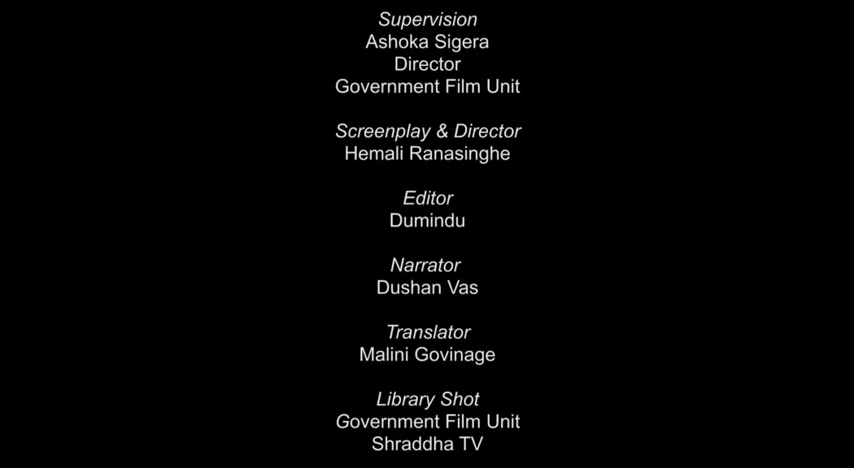 Supervision
Ashoka Sigera
Director
Government Film Unit
Screenplay & Director
Hemali Ranasinghe
Editor
Dumindu
Narrator
Dushan Vas
Translator
Malini Govinage
Library Shot
Government Film Unit
Shraddha TV